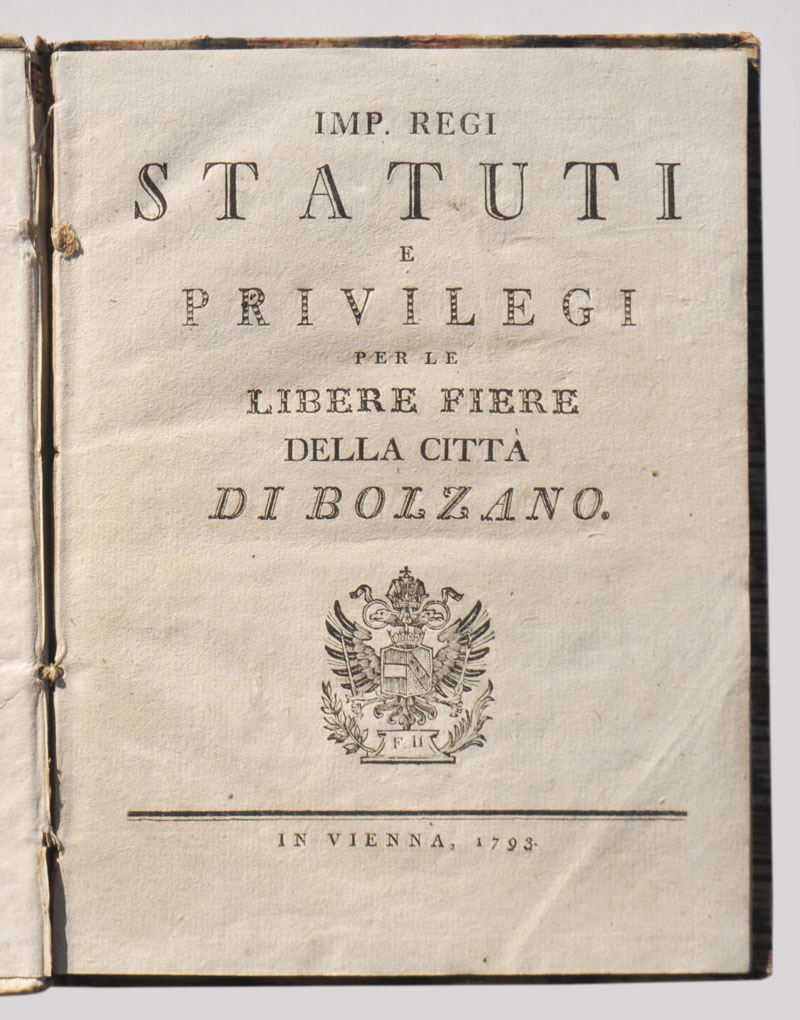 IMP. REGI
STATUTI
E
PRIVILEGI
PER LE
LIBERE FIERE
DELLA CITTÀ
DI BOLZANO.
F. II
IN VIENNA, 1793.